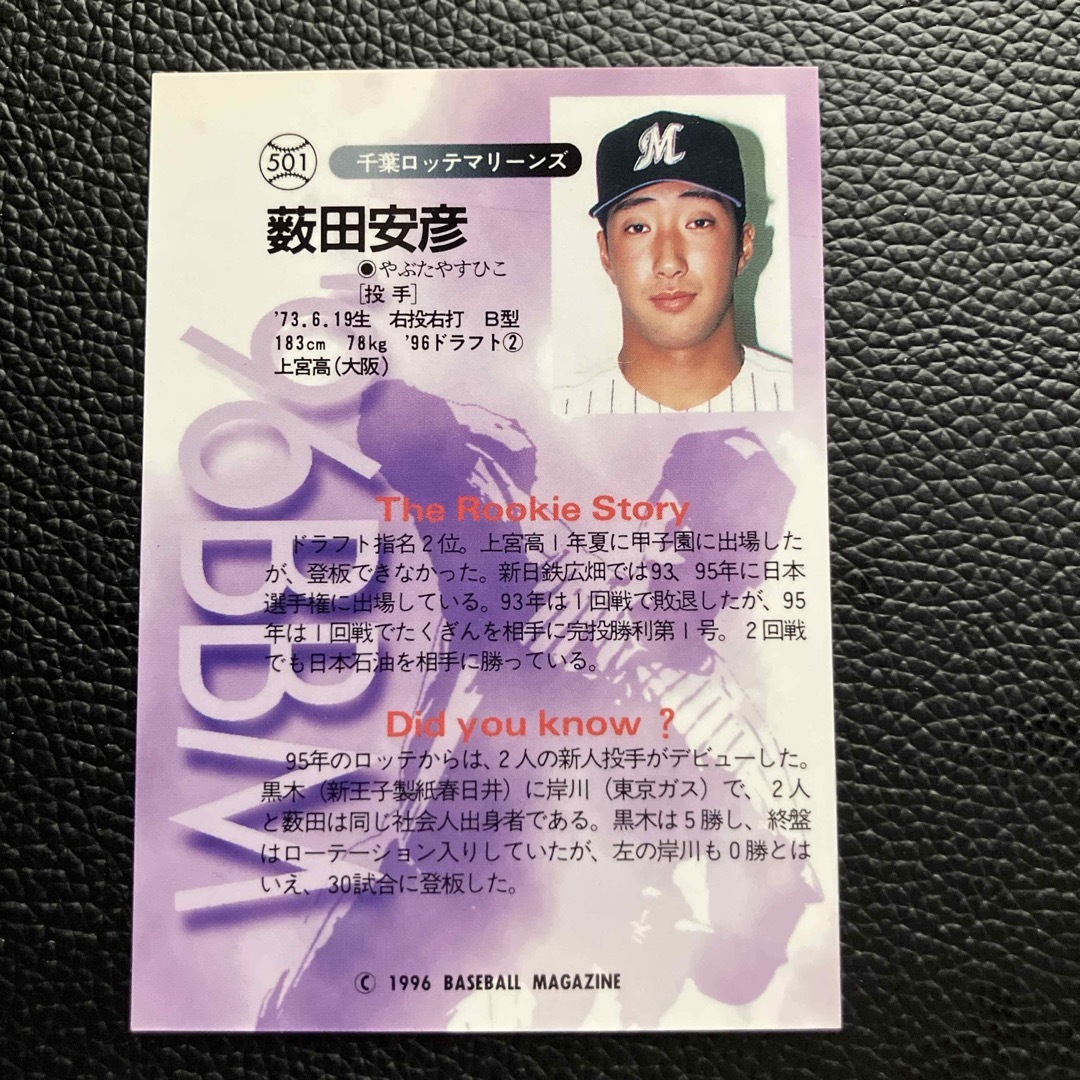 501 千葉ロッテマリーンズ
M
薮田安彦
●やぶたやすひこ
[投 手]
'73.6.19生 右投右打 B型
183cm 78kg '96ドラフト②
上宮高(大阪)
'96BBM
The Rookie Story
ドラフト指名2位。上宮高1年夏に甲子園に出場した
が、登板できなかった。新日鉄広畑では93、95年に日本
選手権に出場している。93年は1回戦で敗退したが、95
年は1回戦でたくぎんを相手に完投勝利第1号。2回戦
でも日本石油を相手に勝っている。
Did you know ?
95年のロッテからは、2人の新人投手がデビューした。
黒木（新王子製紙春日井）に岸川（東京ガス）で、2人
と薮田は同じ社会人出身者である。黒木は5勝し、終盤
はローテーション入りしていたが、左の岸川も0勝とは
いえ、30試合に登板した。
© 1996 BASEBALL MAGAZINE